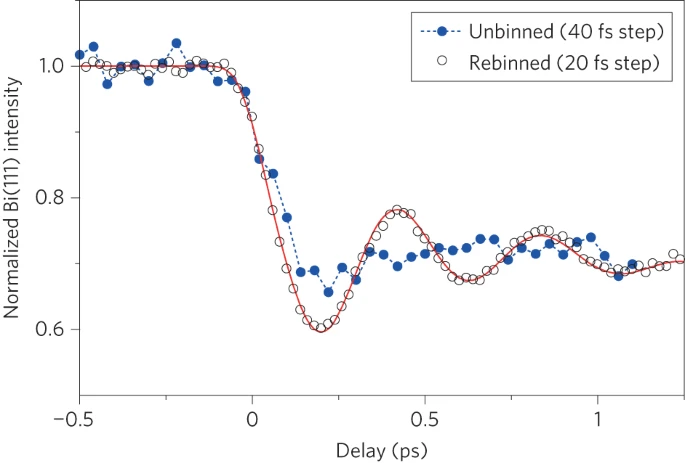 Unbinned (40 fs step)
Rebinned (20 fs step)
Normalized Bi(111) intensity
1.0
0.8
0.6
−0.5
0
0.5
1
Delay (ps)